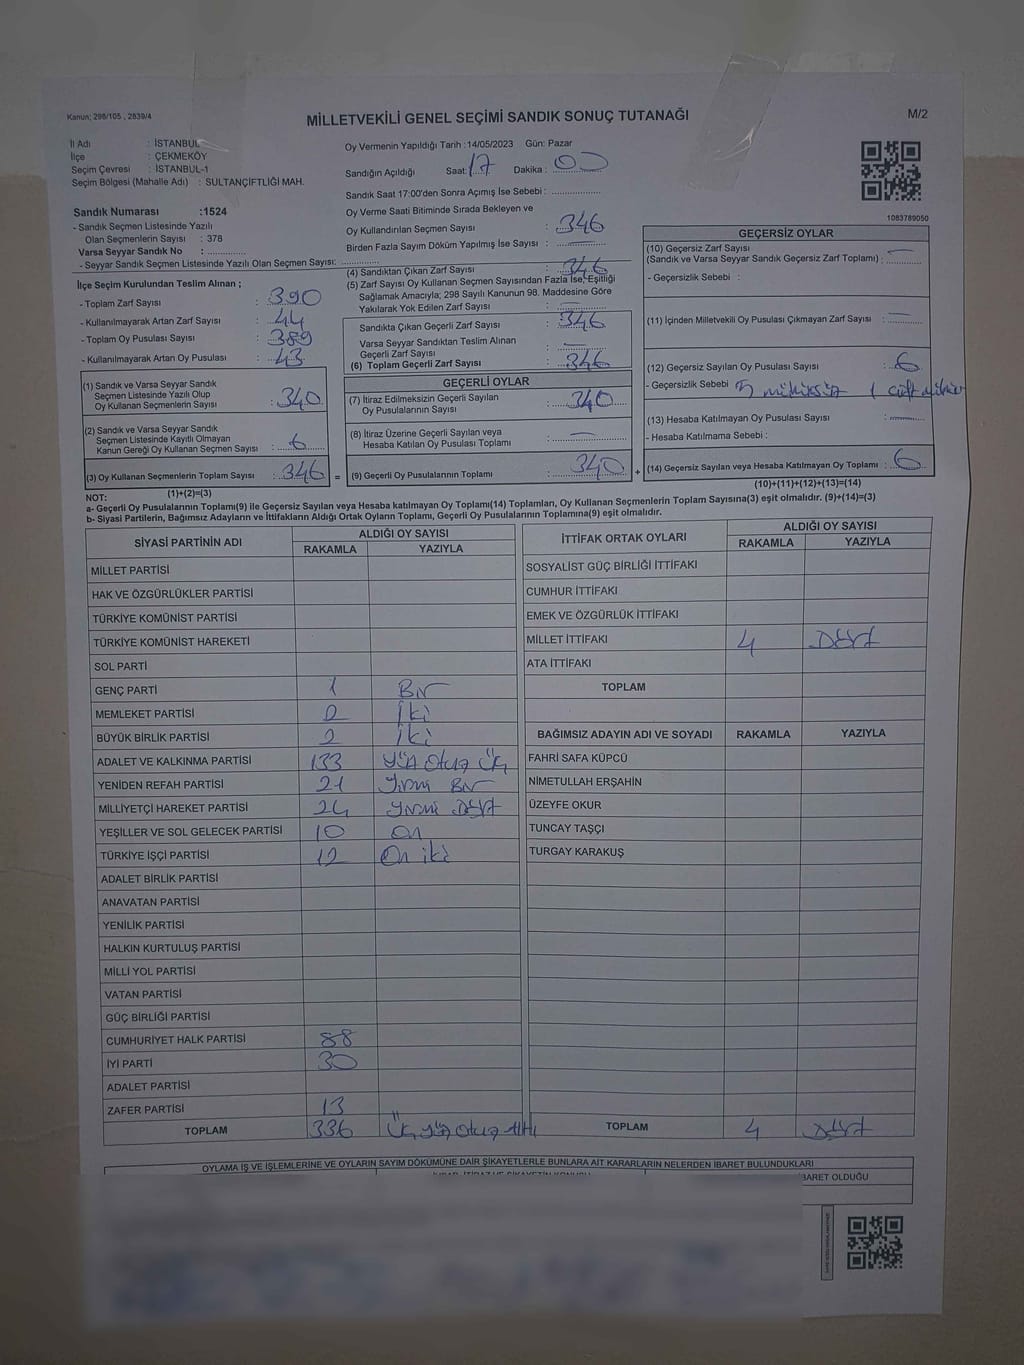 Kanun; 298/105 , 2839/4
MİLLETVEKİLİ GENEL SEÇİMİ SANDIK SONUÇ TUTANAĞI
M/2
İl Adı : İSTANBUL
İlçe : ÇEKMEKÖY
Seçim Çevresi : İSTANBUL-1
Seçim Bölgesi (Mahalle Adı) : SULTANÇİFTLİĞİ MAH.
Oy Vermenin Yapıldığı Tarih :14/05/2023 Gün: Pazar
Sandığın Açıldığı Saat: 17 Dakika : 00
Sandık Saat 17:00'den Sonra Açımış İse Sebebi :
1083789050
Sandık Numarası :1524
- Sandık Seçmen Listesinde Yazılı
Olan Seçmenlerin Sayısı : 378
Varsa Seyyar Sandık No :
- Seyyar Sandık Seçmen Listesinde Yazılı Olan Seçmen Sayısı:
Oy Verme Saati Bitiminde Sırada Bekleyen ve
Oy Kullandırılan Seçmen Sayısı : 346
Birden Fazla Sayım Döküm Yapılmış İse Sayısı : —
İlçe Seçim Kurulundan Teslim Alınan ;
- Toplam Zarf Sayısı : 390
- Kullanılmayarak Artan Zarf Sayısı : 44
- Toplam Oy Pusulası Sayısı : 389
- Kullanılmayarak Artan Oy Pusulası : 43
(4) Sandıktan Çıkan Zarf Sayısı : 346
(5) Zarf Sayısı Oy Kullanan Seçmen Sayısından Fazla İse, Eşitliği
Sağlamak Amacıyla; 298 Sayılı Kanunun 98. Maddesine Göre
Yakılarak Yok Edilen Zarf Sayısı : —
Sandıkta Çıkan Geçerli Zarf Sayısı : 346
Varsa Seyyar Sandıktan Teslim Alınan
Geçerli Zarf Sayısı : —
(6) Toplam Geçerli Zarf Sayısı : 346
(1) Sandık ve Varsa Seyyar Sandık
Seçmen Listesinde Yazılı Olup
Oy Kullanan Seçmenlerin Sayısı : 340
(2) Sandık ve Varsa Seyyar Sandık
Seçmen Listesinde Kayıtlı Olmayan
Kanun Gereği Oy Kullanan Seçmen Sayısı : 6
(3) Oy Kullanan Seçmenlerin Toplam Sayısı : 346 =
(1)+(2)=(3)
GEÇERLİ OYLAR
(7) İtiraz Edilmeksizin Geçerli Sayılan
Oy Pusulalarının Sayısı : 340
(8) İtiraz Üzerine Geçerli Sayılan ve
Hesaba Katılan Oy Pusulası Toplamı : —
(9) Geçerli Oy Pusulalarının Toplamı : 340 +
GEÇERSİZ OYLAR
(10) Geçersiz Zarf Sayısı
(Sandık ve Varsa Seyyar Sandık Geçersiz Zarf Toplamı) : —
- Geçersizlik Sebebi :
(11) İçinden Milletvekili Oy Pusulası Çıkmayan Zarf Sayısı : —
(12) Geçersiz Sayılan Oy Pusulası Sayısı : 6
- Geçersizlik Sebebi : 5 mühürsüz 1 çift mühür
(13) Hesaba Katılmayan Oy Pusulası Sayısı :
- Hesaba Katılmama Sebebi :
(14) Geçersiz Sayılan veya Hesaba Katılmayan Oy Toplamı : 6
(10)+(11)+(12)+(13)=(14)
NOT:
a- Geçerli Oy Pusulalarının Toplamı(9) ile Geçersiz Sayılan veya Hesaba katılmayan Oy Toplamı(14) Toplamları, Oy Kullanan Seçmenlerin Toplam Sayısına(3) eşit olmalıdır. (9)+(14)=(3)
b- Siyasi Partilerin, Bağımsız Adayların ve İttifakların Aldığı Ortak Oyların Toplamı, Geçerli Oy Pusulalarının Toplamına(9) eşit olmalıdır.
SİYASİ PARTİNİN ADI
ALDIĞI OY SAYISI
RAKAMLA YAZIYLA
MİLLET PARTİSİ
HAK VE ÖZGÜRLÜKLER PARTİSİ
TÜRKİYE KOMÜNİST PARTİSİ
TÜRKİYE KOMÜNİST HAREKETİ
SOL PARTİ
GENÇ PARTİ 1 Bir
MEMLEKET PARTİSİ 2 İki
BÜYÜK BİRLİK PARTİSİ 2 İki
ADALET VE KALKINMA PARTİSİ 133 Yüz Otuz Üç
YENİDEN REFAH PARTİSİ 21 Yirmi Bir
MİLLİYETÇİ HAREKET PARTİSİ 24 Yirmi Dört
YEŞİLLER VE SOL GELECEK PARTİSİ 10 On
TÜRKİYE İŞÇİ PARTİSİ 12 On iki
ADALET BİRLİK PARTİSİ
ANAVATAN PARTİSİ
YENİLİK PARTİSİ
HALKIN KURTULUŞ PARTİSİ
MİLLİ YOL PARTİSİ
VATAN PARTİSİ
GÜÇ BİRLİĞİ PARTİSİ
CUMHURİYET HALK PARTİSİ 88
İYİ PARTİ 30
ADALET PARTİSİ
ZAFER PARTİSİ 13
TOPLAM 336 Üç yüz Otuz Altı
İTTİFAK ORTAK OYLARI
ALDIĞI OY SAYISI
RAKAMLA YAZIYLA
SOSYALİST GÜÇ BİRLİĞİ İTTİFAKI
CUMHUR İTTİFAKI
EMEK VE ÖZGÜRLÜK İTTİFAKI
MİLLET İTTİFAKI 4 Dört
ATA İTTİFAKI
TOPLAM
BAĞIMSIZ ADAYIN ADI VE SOYADI RAKAMLA YAZIYLA
FAHRİ SAFA KÜPCÜ
NİMETULLAH ERŞAHİN
ÜZEYFE OKUR
TUNCAY TAŞÇI
TURGAY KARAKUŞ
TOPLAM 4 Dört
OYLAMA İŞ VE İŞLEMLERİNE VE OYLARIN SAYIM DÖKÜMÜNE DAİR ŞİKAYETLERLE BUNLARA AİT KARARLARIN NELERDEN İBARET BULUNDUKLARI
İBARET OLDUĞU